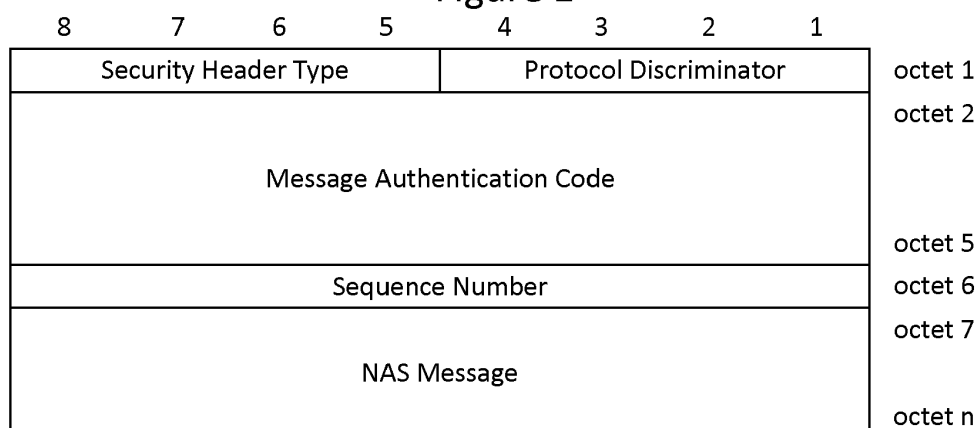 8 7 6 5 4 3 2 1
Security Header Type Protocol Discriminator octet 1
octet 2
Message Authentication Code
octet 5
Sequence Number octet 6
octet 7
NAS Message
octet n